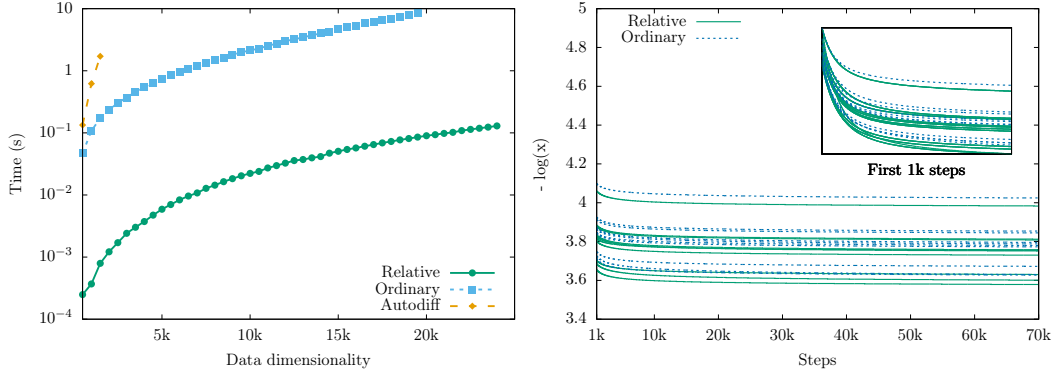 10
1
10⁻¹
10⁻²
10⁻³
10⁻⁴
Time (s)
5k 10k 15k 20k
Data dimensionality
Relative
Ordinary
Autodiff
5
4.8
4.6
4.4
4.2
4
3.8
3.6
3.4
- log(x)
Relative
Ordinary
First 1k steps
1k 10k 20k 30k 40k 50k 60k 70k
Steps